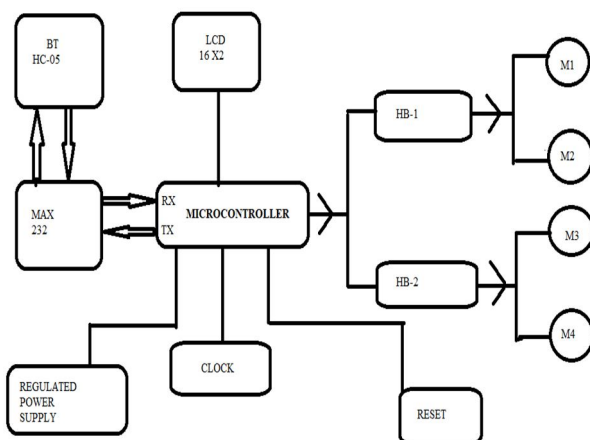 BT
HC-05
LCD
16 X2
M1
HB-1
M2
MAX
232
RX
MICROCONTROLLER
TX
M3
HB-2
M4
CLOCK
REGULATED
POWER
SUPPLY
RESET